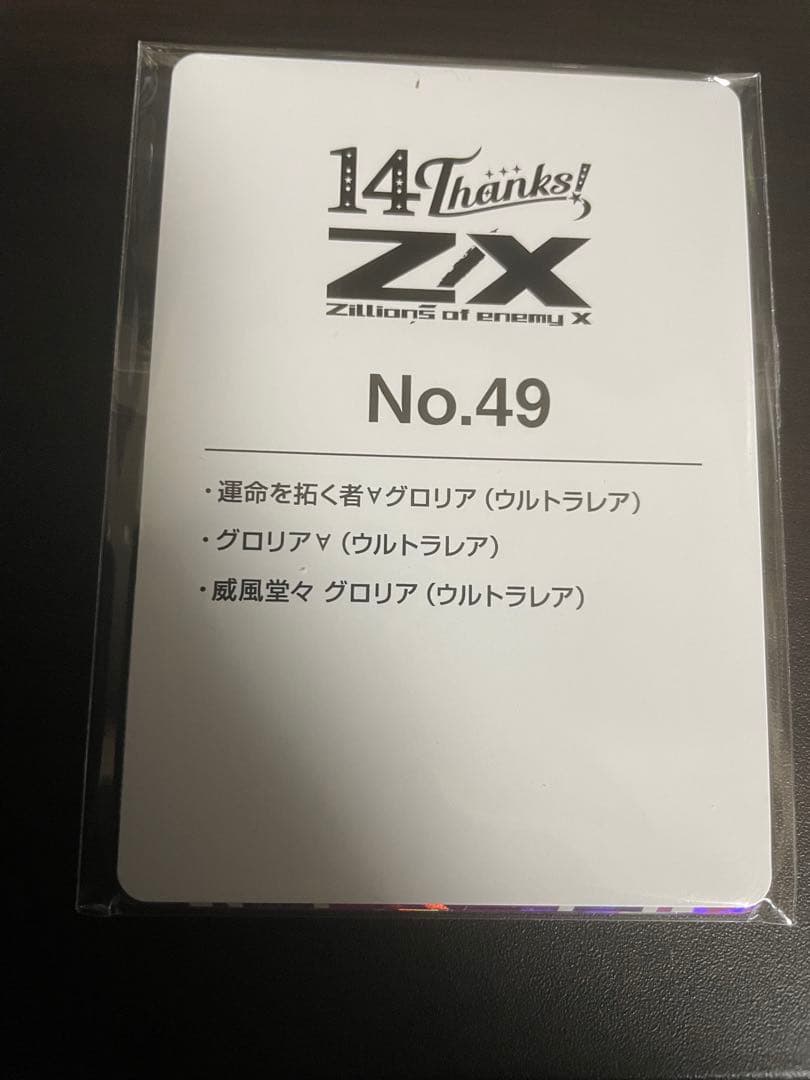 14 Thanks!
Z/X
Zillions of enemy X
No.49
・運命を拓く者∀グロリア（ウルトラレア）
・グロリア∀（ウルトラレア）
・威風堂々 グロリア（ウルトラレア）